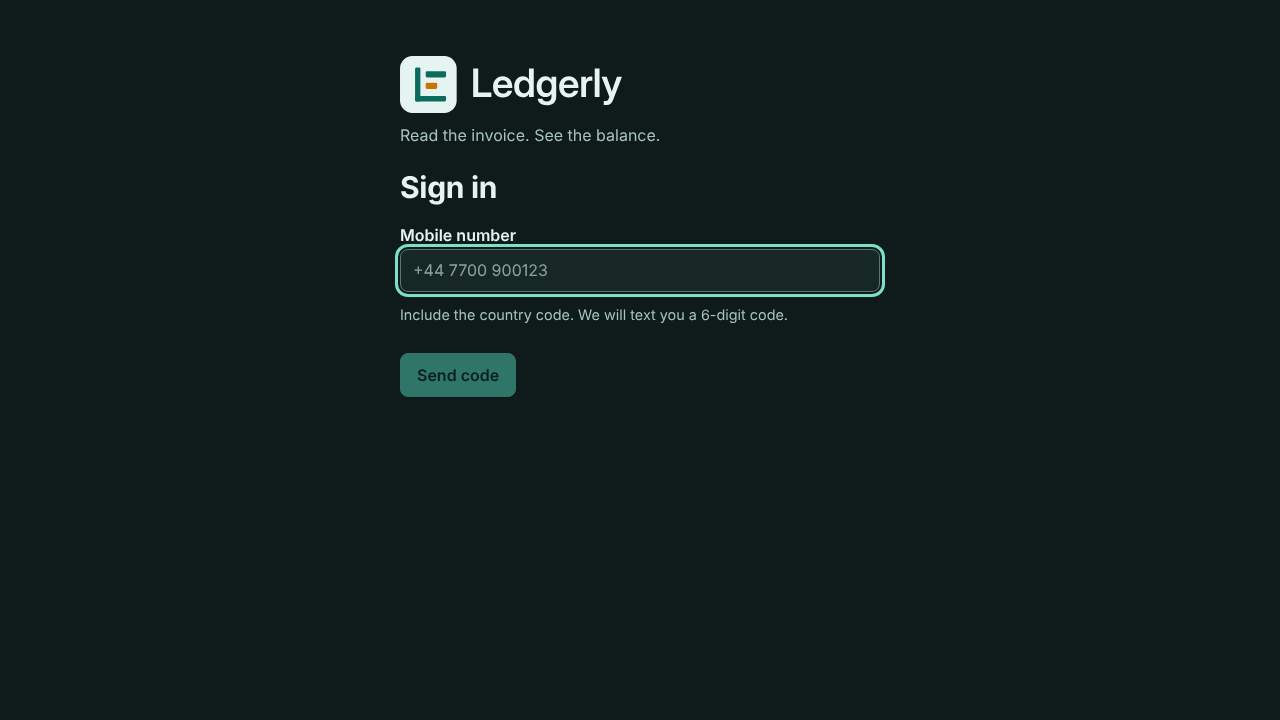 Ledgerly
Read the invoice. See the balance.
Sign in
Mobile number
+44 7700 900123
Include the country code. We will text you a 6-digit code.
Send code